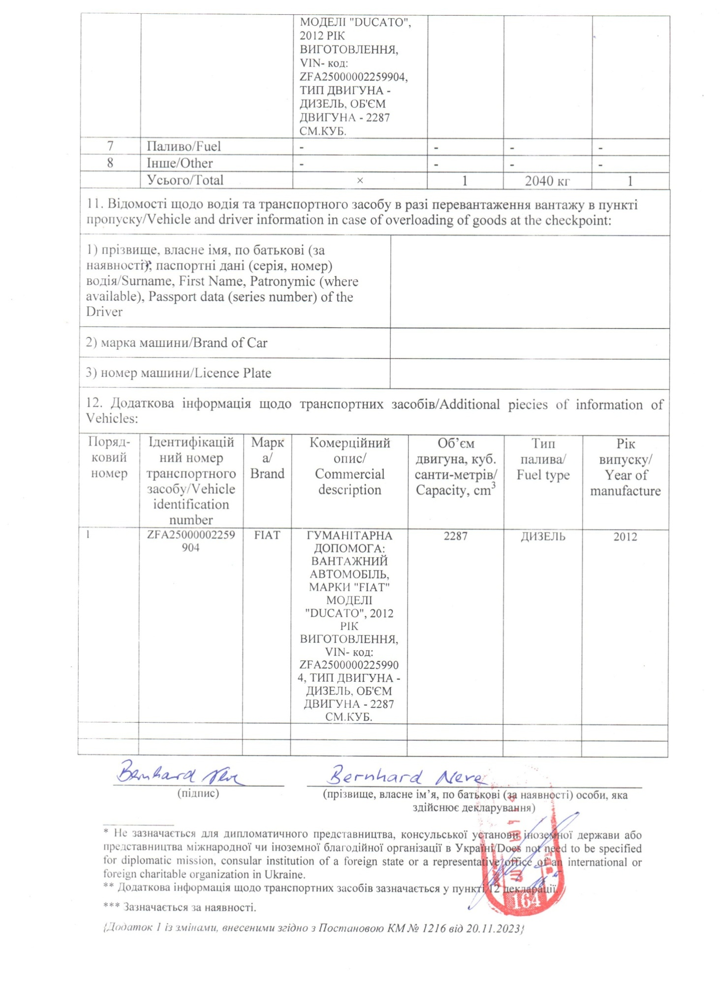 МОДЕЛІ "DUCATO",
2012 РІК
ВИГОТОВЛЕННЯ,
VIN- код:
ZFA25000002259904,
ТИП ДВИГУНА -
ДИЗЕЛЬ, ОБ'ЄМ
ДВИГУНА - 2287
СМ.КУБ.
7 Паливо/Fuel - - - -
8 Інше/Other - - - -
Усього/Total × 1 2040 кг 1
11. Відомості щодо водія та транспортного засобу в разі перевантаження вантажу в пункті
пропуску/Vehicle and driver information in case of overloading of goods at the checkpoint:
1) прізвище, власне імя, по батькові (за
наявності), паспортні дані (серія, номер)
водія/Surname, First Name, Patronymic (where
available), Passport data (series number) of the
Driver
2) марка машини/Brand of Car
3) номер машини/Licence Plate
12. Додаткова інформація щодо транспортних засобів/Additional piecies of information of
Vehicles:
Поряд-
ковий
номер
Ідентифікацій
ний номер
транспортного
засобу/Vehicle
identification
number
Марк
а/
Brand
Комерційний
опис/
Commercial
description
Об’єм
двигуна, куб.
санти-метрів/
Capacity, cm³
Тип
палива/
Fuel type
Рік
випуску/
Year of
manufacture
1
ZFA25000002259
904
FIAT
ГУМАНІТАРНА
ДОПОМОГА:
ВАНТАЖНИЙ
АВТОМОБІЛЬ,
МАРКИ "FIAT"
МОДЕЛІ
"DUCATO", 2012
РІК
ВИГОТОВЛЕННЯ,
VIN- код:
ZFA2500000225990
4, ТИП ДВИГУНА -
ДИЗЕЛЬ, ОБ'ЄМ
ДВИГУНА - 2287
СМ.КУБ.
2287
ДИЗЕЛЬ
2012
Bernhard Neve Bernhard Neve
(підпис) (прізвище, власне ім’я, по батькові (за наявності) особи, яка
здійснює декларування)
* Не зазначається для дипломатичного представництва, консульської установи іноземної держави або
представництва міжнародної чи іноземної благодійної організації в Україні/Does not need to be specified
for diplomatic mission, consular institution of a foreign state or a representative office of an international or
foreign charitable organization in Ukraine.
** Додаткова інформація щодо транспортних засобів зазначається у пункті 12 декларації.
*** Зазначається за наявності.
{Додаток 1 із змінами, внесеними згідно з Постановою КМ № 1216 від 20.11.2023}
164